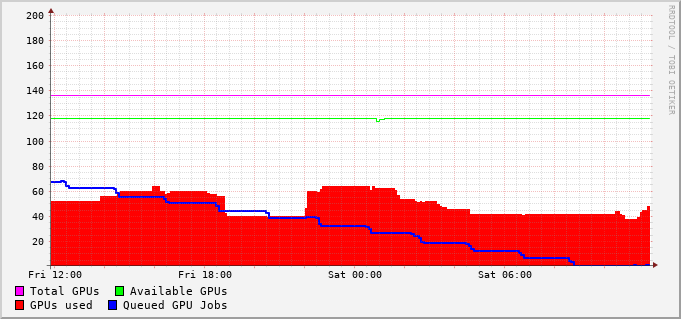 RRDTOOL / TOBI OETIKER
200
180
160
140
120
100
80
60
40
20
Fri 12:00 Fri 18:00 Sat 00:00 Sat 06:00
Total GPUs Available GPUs
GPUs used Queued GPU Jobs